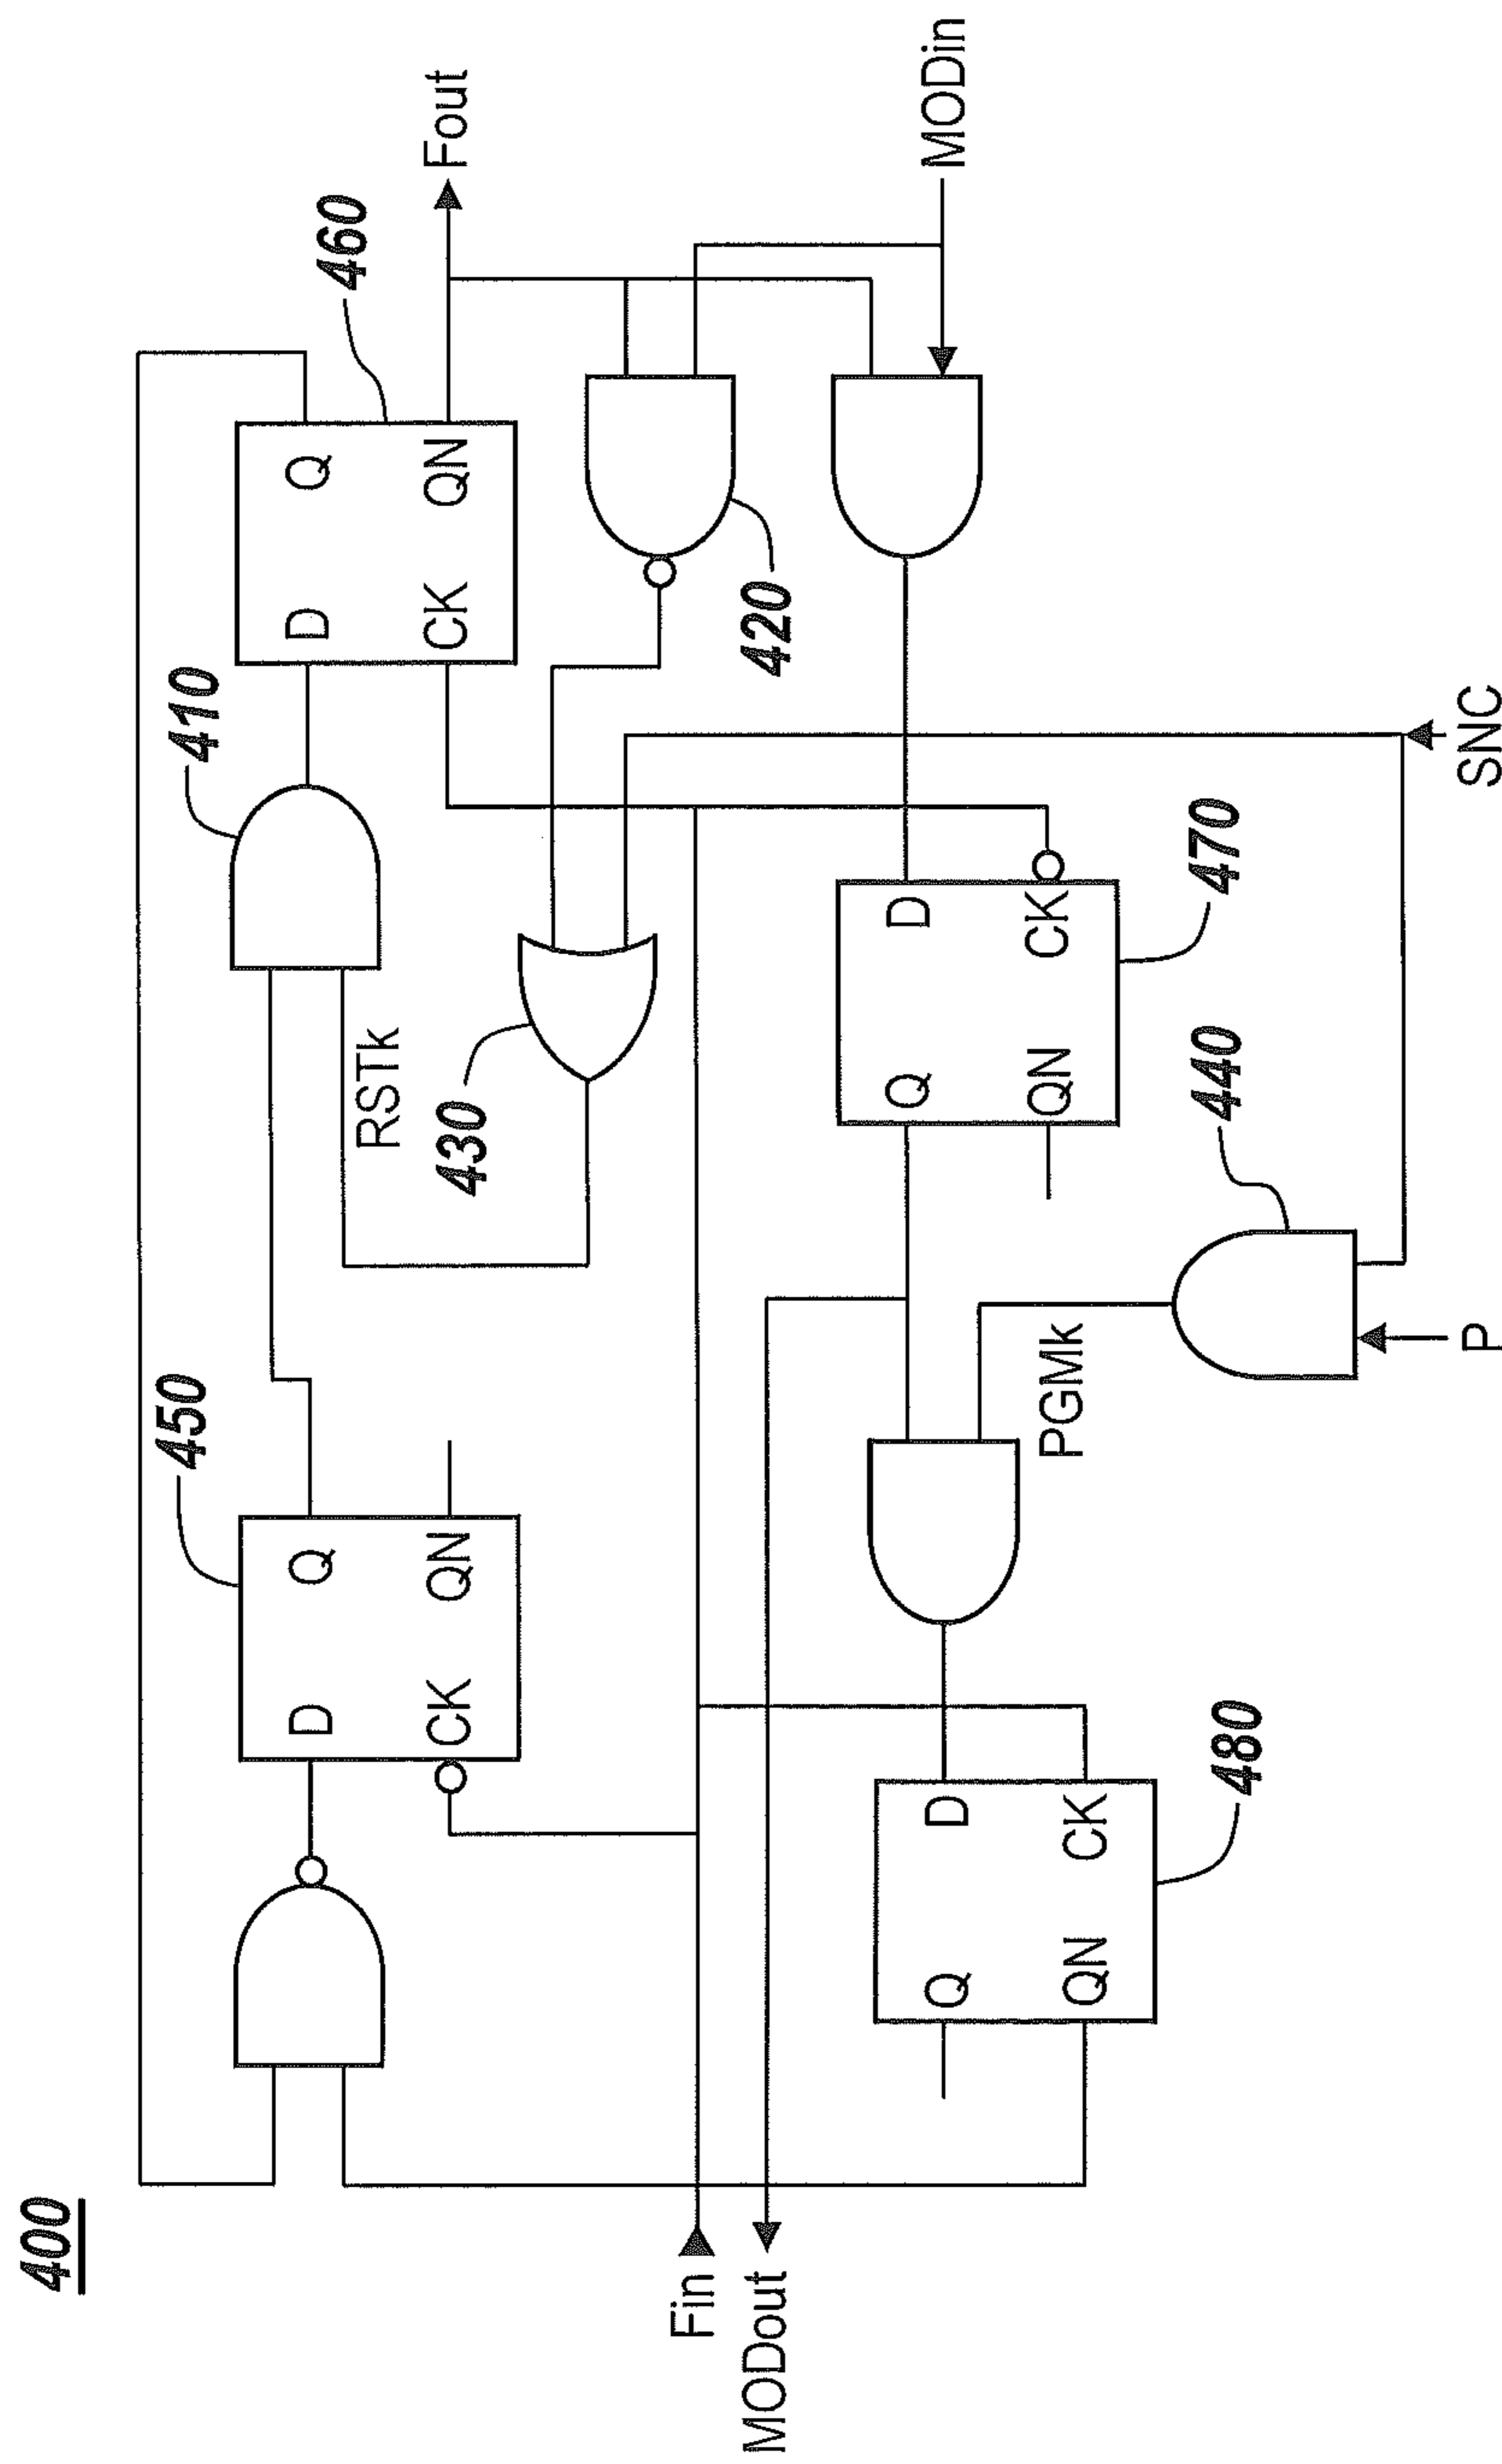 400
450
D
Q
CK
QN
410
RSTk
430
D
Q
CK
QN
460
Fout
420
MODin
Fin
MODout
480
Q
D
QN
CK
PGMk
440
P
470
Q
D
QN
CK
SNC